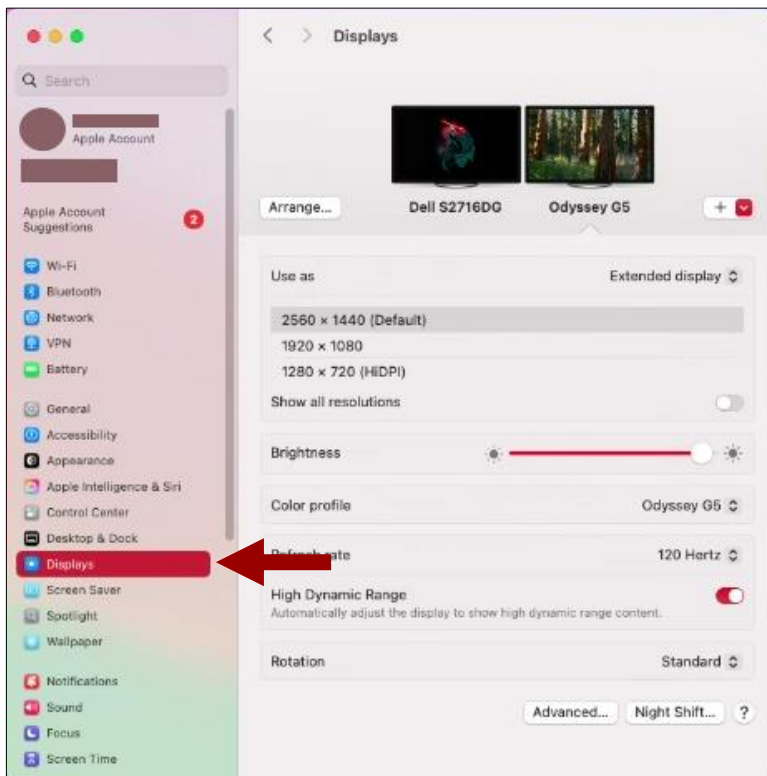 Displays
Search
Apple Account
Apple Account
Suggestions
2
Wi-Fi
Bluetooth
Network
VPN
Battery
General
Accessibility
Appearance
Apple Intelligence & Siri
Control Center
Desktop & Dock
Displays
Screen Saver
Spotlight
Wallpaper
Notifications
Sound
Focus
Screen Time
Arrange...
Dell S2716DG
Odyssey G5
+
Use as Extended display
2560 × 1440 (Default)
1920 × 1080
1280 × 720 (HiDPI)
Show all resolutions
Brightness
Color profile Odyssey G5
Refresh rate 120 Hertz
High Dynamic Range
Automatically adjust the display to show high dynamic range content.
Rotation Standard
Advanced... Night Shift... ?